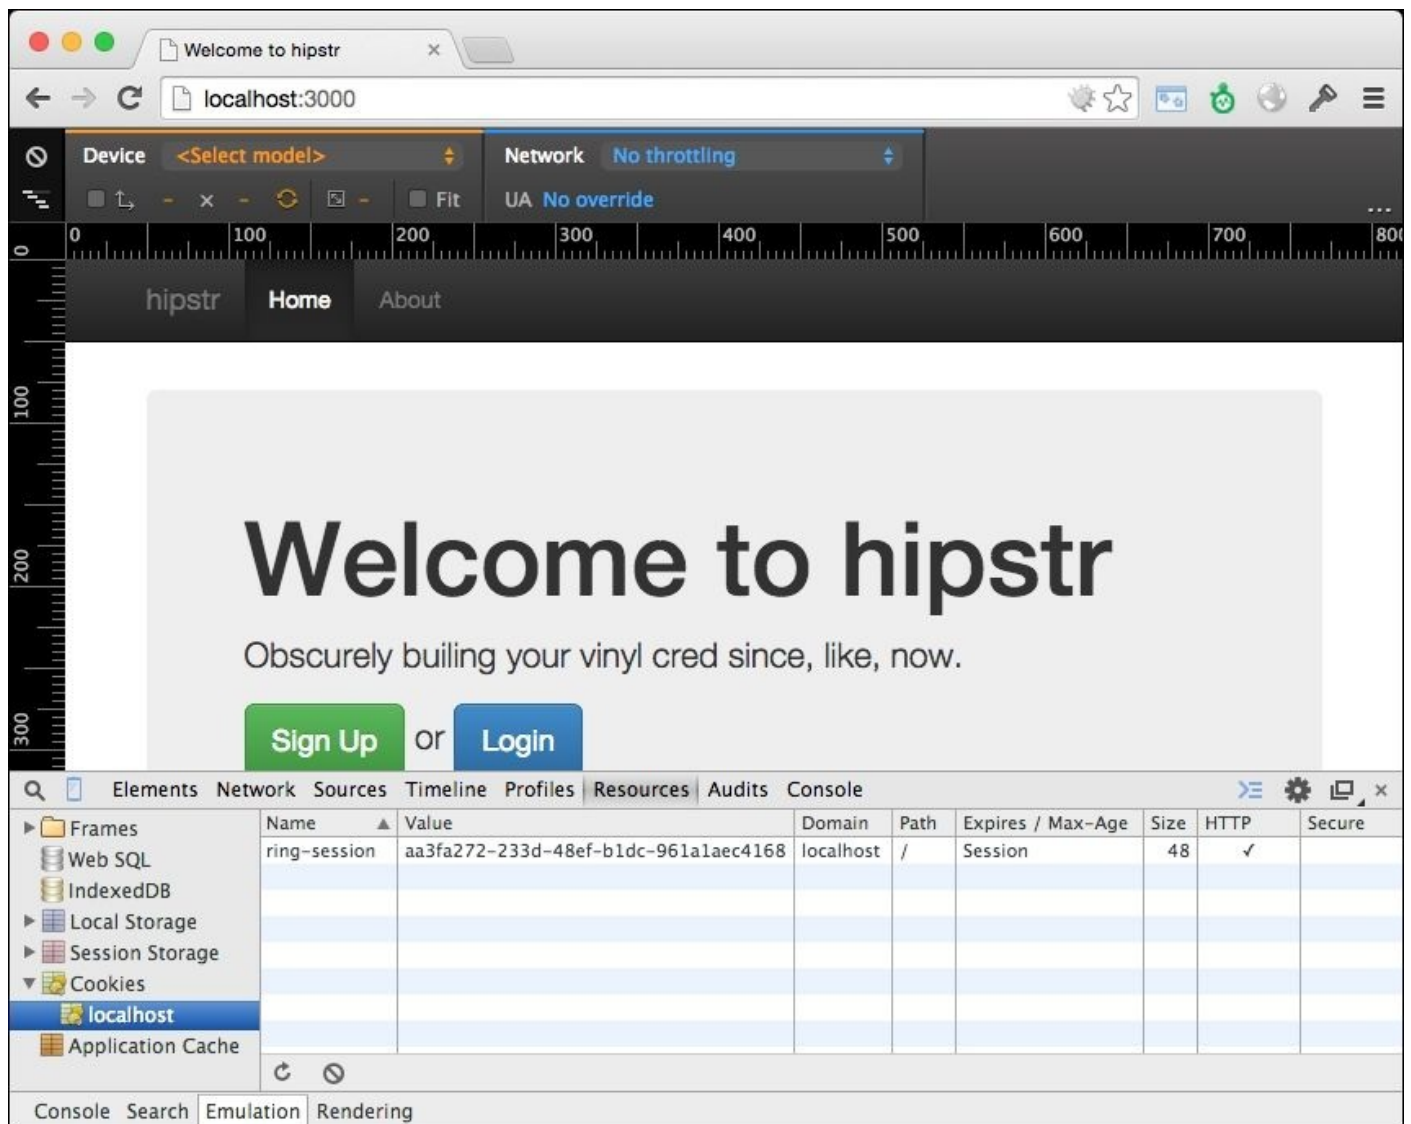 Welcome to hipstr
localhost:3000
Device <Select model> Network No throttling
Fit UA No override
0 100 200 300 400 500 600 700 800
0
hipstr Home About
100
Welcome to hipstr
200
Obscurely builing your vinyl cred since, like, now.
300
Sign Up or Login
Elements Network Sources Timeline Profiles Resources Audits Console
Frames
Web SQL
IndexedDB
Local Storage
Session Storage
Cookies
localhost
Application Cache
Name Value Domain Path Expires / Max-Age Size HTTP Secure
ring-session aa3fa272-233d-48ef-b1dc-961a1aec4168 localhost / Session 48 ✓
Console Search Emulation Rendering